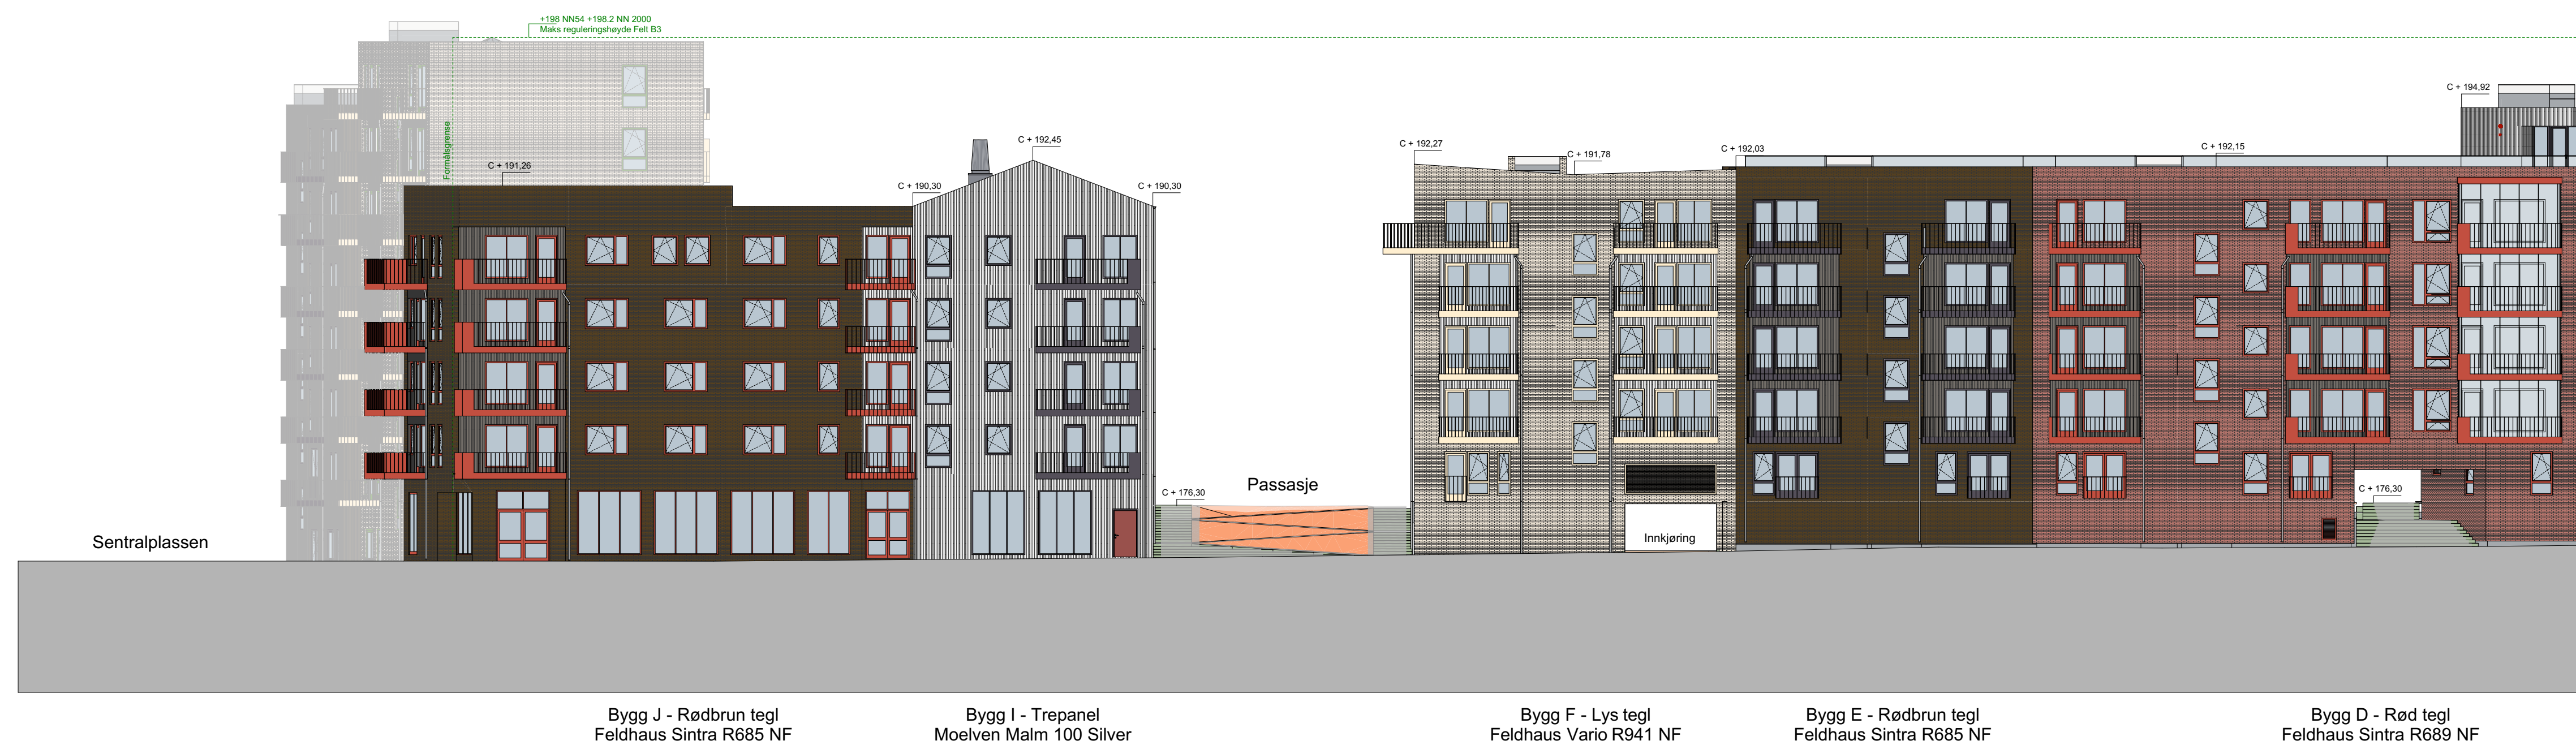 +198 NN54 +198.2 NN 2000
Maks reguleringshøyde Felt B3
Formålsgrense
C + 191,26
C + 190,30
C + 192,45
C + 190,30
C + 192,27
C + 191,78
C + 192,03
C + 192,15
C + 194,92
Sentralplassen
C + 176,30
Passasje
Innkjøring
C + 176,30
Bygg J - Rødbrun tegl
Feldhaus Sintra R685 NF
Bygg I - Trepanel
Moelven Malm 100 Silver
Bygg F - Lys tegl
Feldhaus Vario R941 NF
Bygg E - Rødbrun tegl
Feldhaus Sintra R685 NF
Bygg D - Rød tegl
Feldhaus Sintra R689 NF